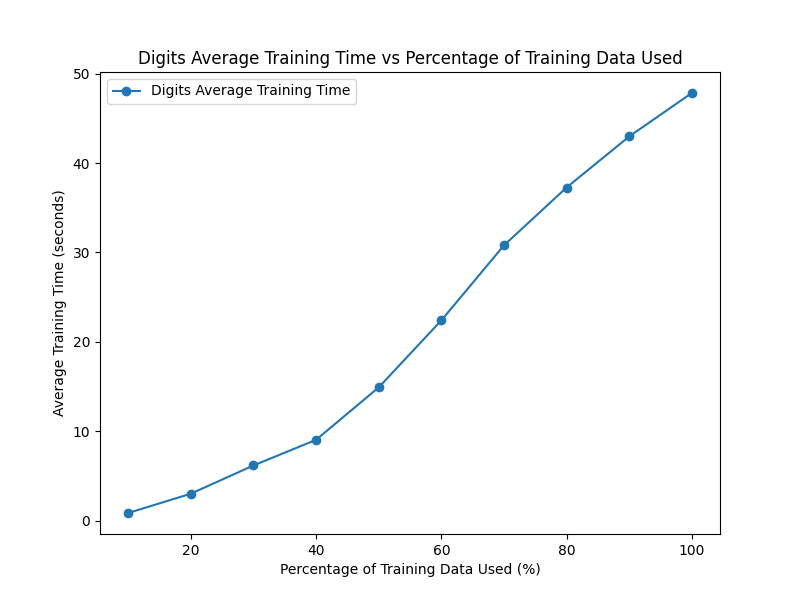 Digits Average Training Time vs Percentage of Training Data Used
Digits Average Training Time
50
40
30
20
10
0
Average Training Time (seconds)
20 40 60 80 100
Percentage of Training Data Used (%)